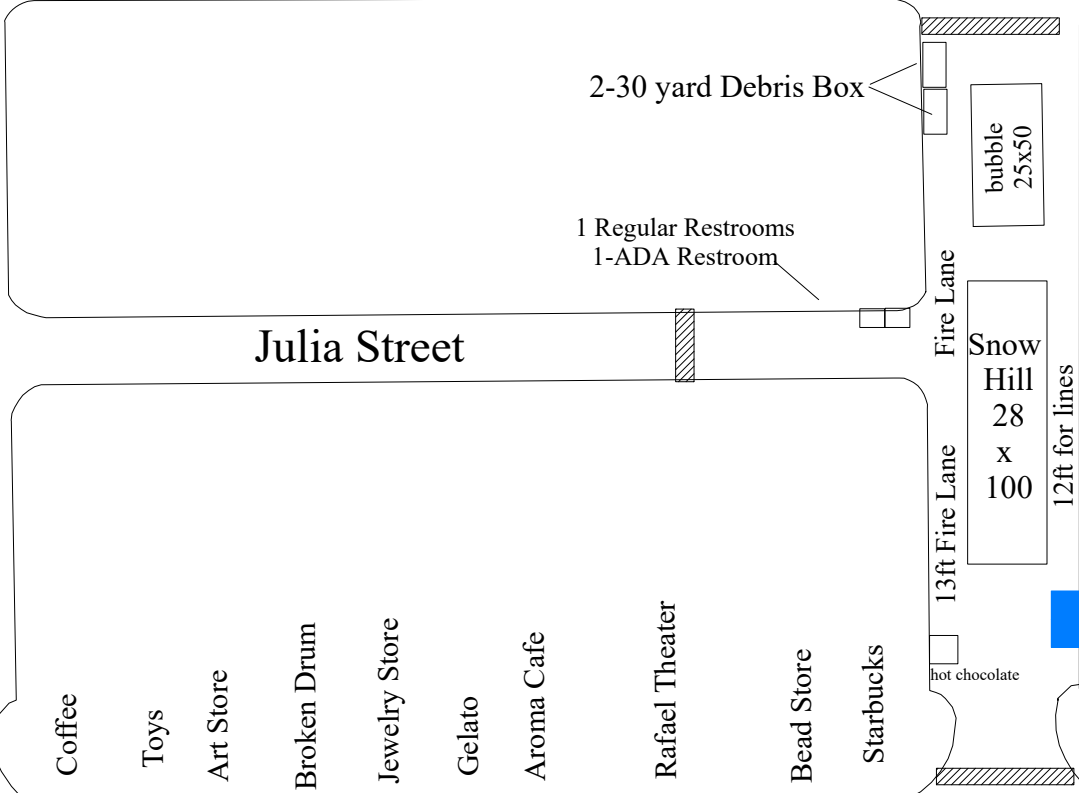 2-30 yard Debris Box
bubble
25x50
1 Regular Restrooms
1-ADA Restroom
Fire Lane
Julia Street
Snow
Hill
28
x
100
12ft for lines
13ft Fire Lane
hot chocolate
Coffee
Toys
Art Store
Broken Drum
Jewelry Store
Gelato
Aroma Cafe
Rafael Theater
Bead Store
Starbucks